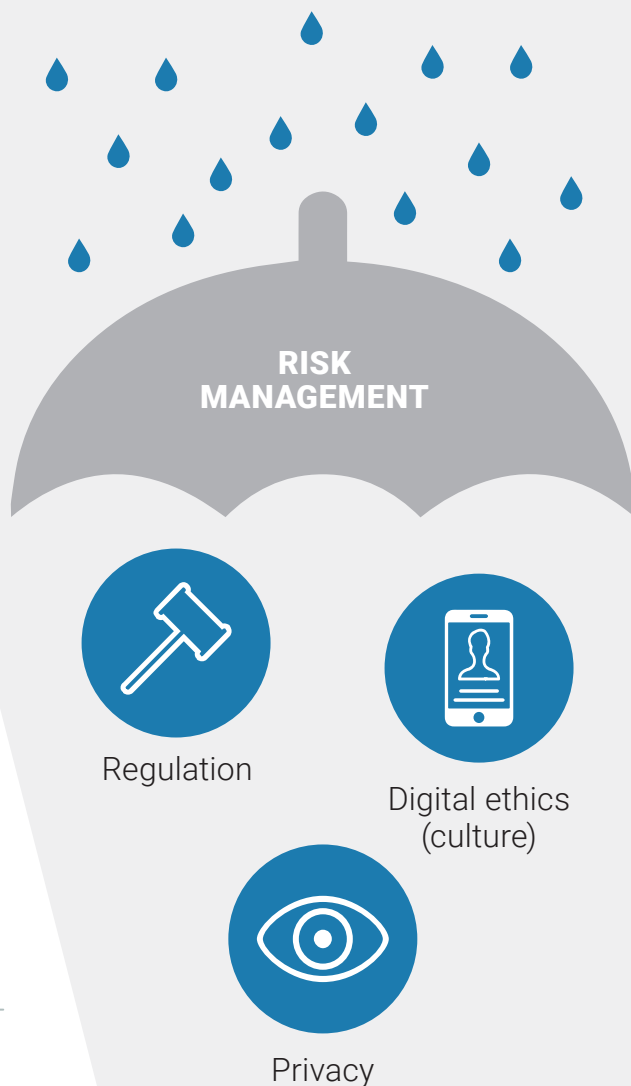 RISK
MANAGEMENT
Regulation
Digital ethics
(culture)
Privacy